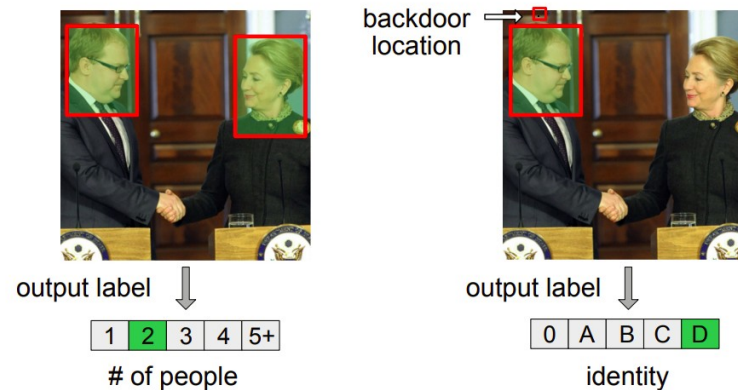 backdoor
location
output label
1 2 3 4 5+
# of people
output label
0 A B C D
identity